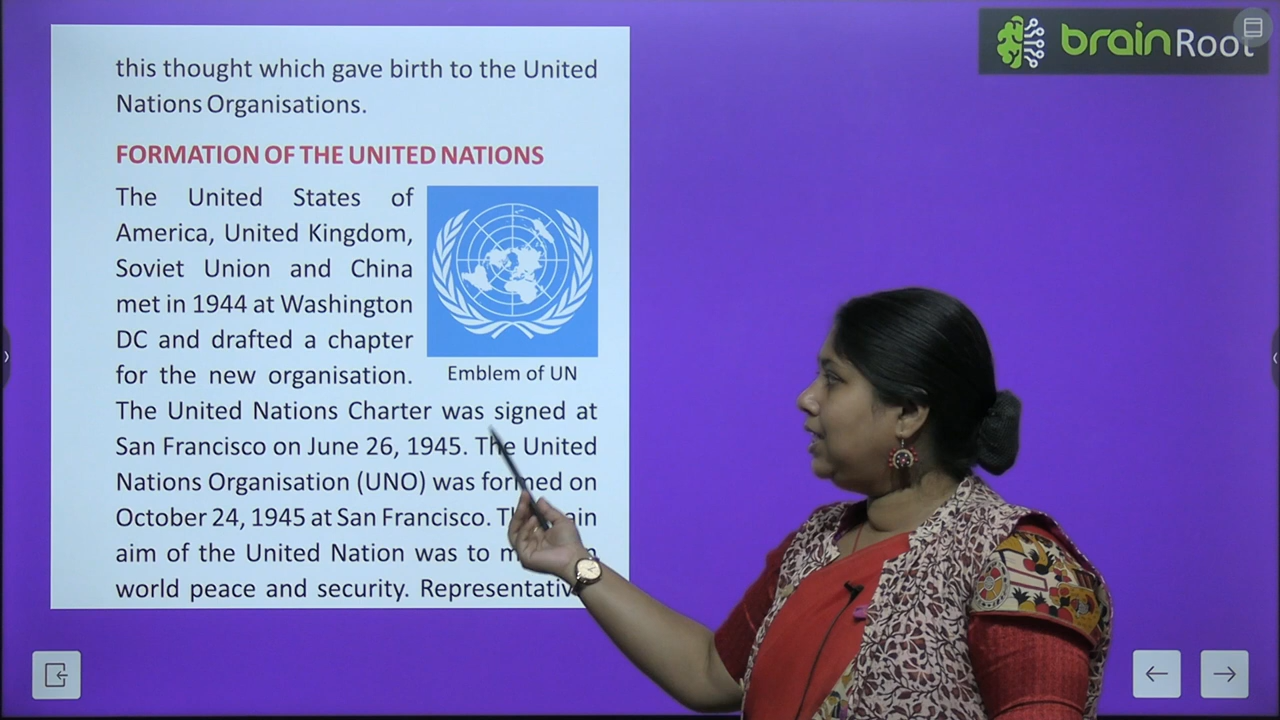 brainRoot
this thought which gave birth to the United
Nations Organisations.
FORMATION OF THE UNITED NATIONS
The United States of
America, United Kingdom,
Soviet Union and China
met in 1944 at Washington
DC and drafted a chapter
for the new organisation.
Emblem of UN
The United Nations Charter was signed at
San Francisco on June 26, 1945. The United
Nations Organisation (UNO) was formed on
October 24, 1945 at San Francisco.
aim of the United Nation was to
world peace and security.